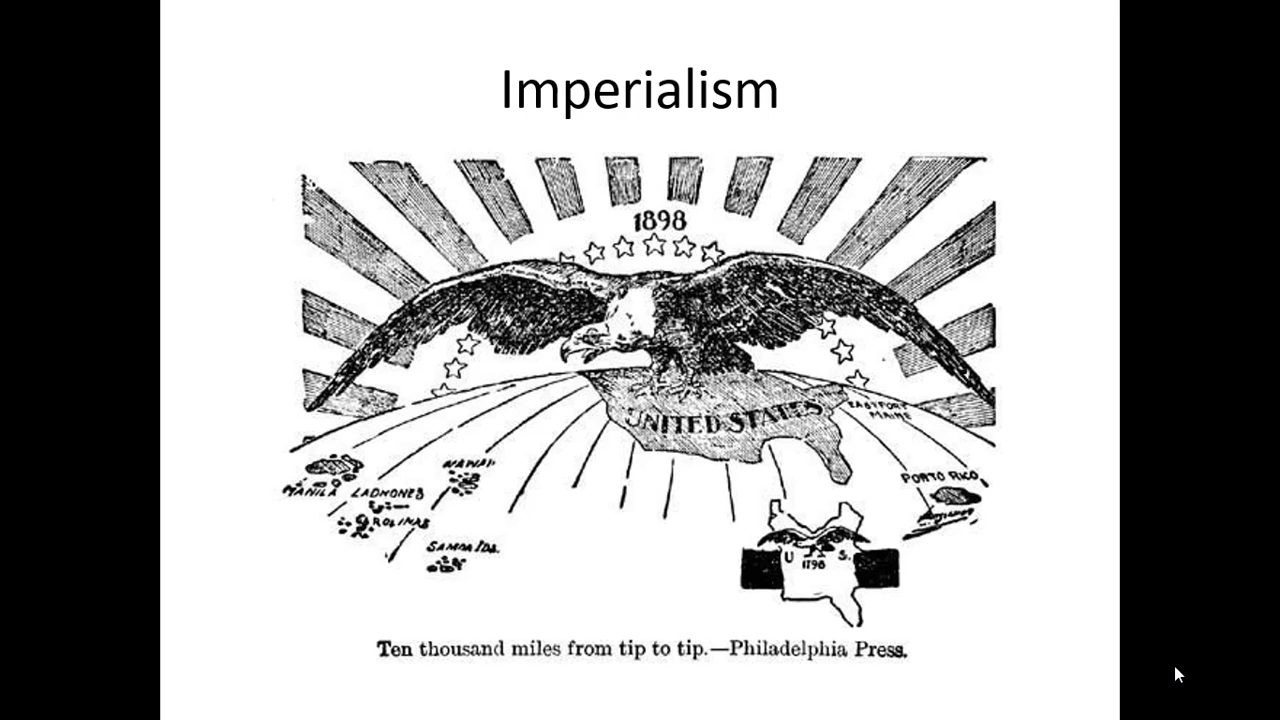 Imperialism
1898
UNITED STATES
EASTPORT
MAINE
HAWAII
MANILA
LADRONES
CAROLINAS
SAMOA IDS.
PORTO RICO
U S.
1798
Ten thousand miles from tip to tip.—Philadelphia Press.